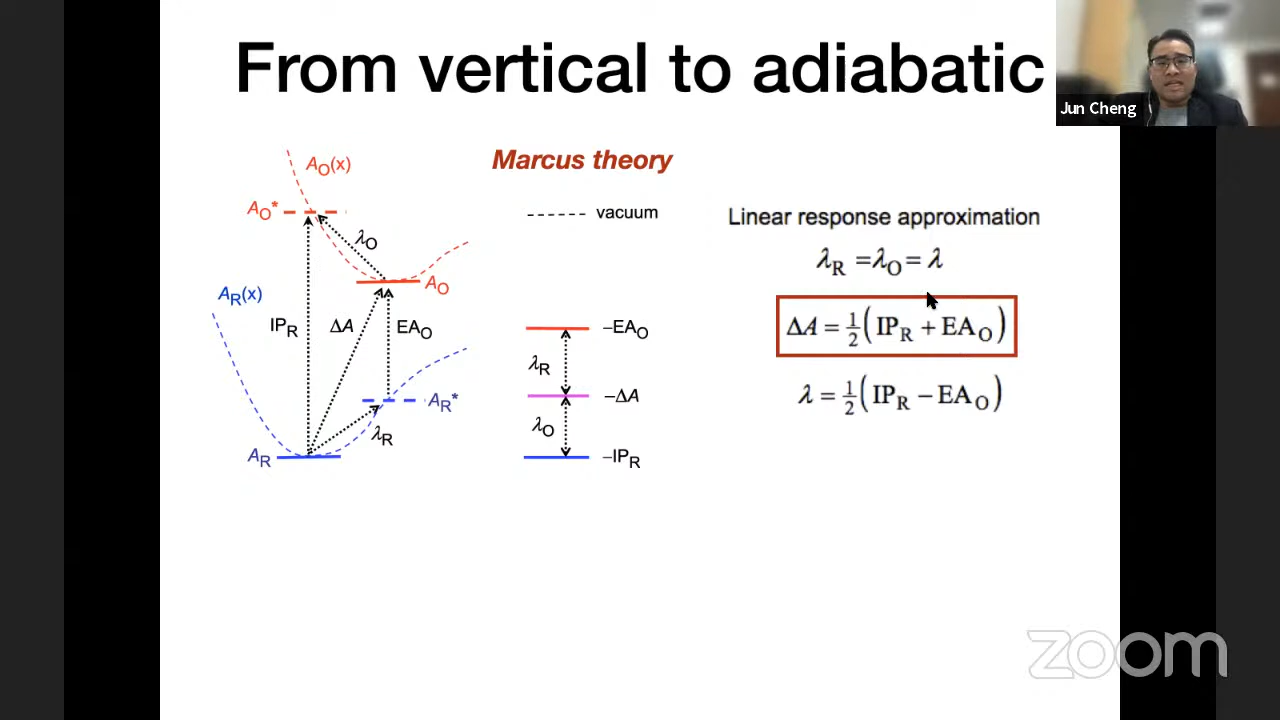 From vertical to adiabatic
Jun Cheng
Marcus theory
A_O(x)
A_O*
λ_O
A_O
A_R(x)
IP_R
ΔA
EA_O
A_R*
λ_R
A_R
vacuum
–EA_O
λ_R
–ΔA
λ_O
–IP_R
Linear response approximation
λ_R =λ_O= λ
ΔA = ½(IP_R + EA_O)
λ = ½(IP_R − EA_O)
zoom